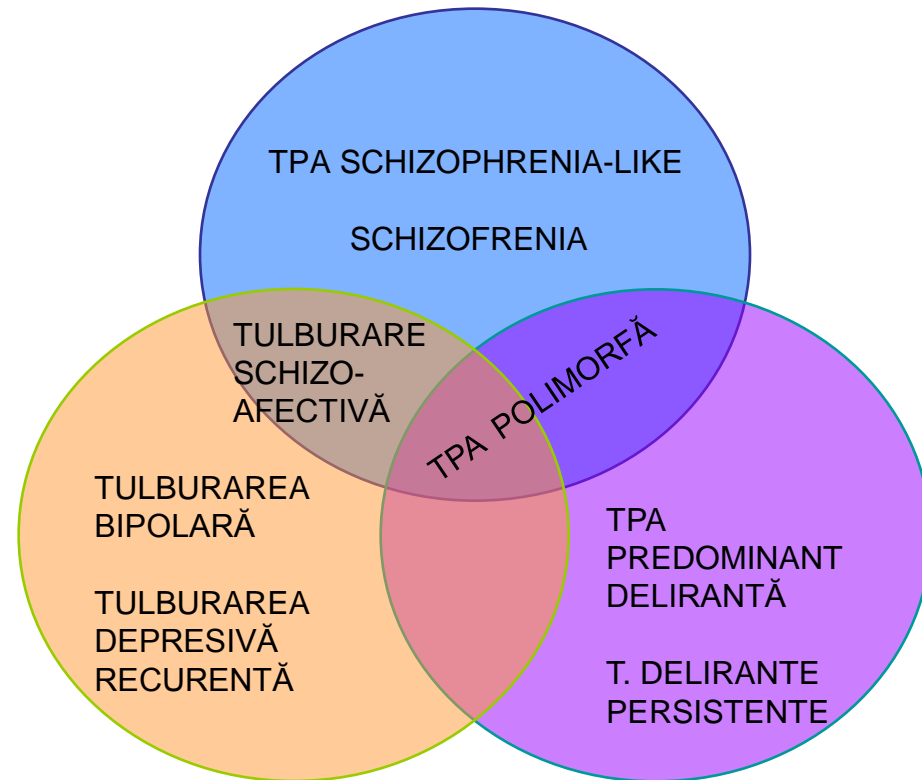 TPA SCHIZOPHRENIA-LIKE
SCHIZOFRENIA
TULBURARE
SCHIZO-
AFECTIVĂ
TPA POLIMORFĂ
TULBURAREA
BIPOLARĂ
TULBURAREA
DEPRESIVĂ
RECURENTĂ
TPA
PREDOMINANT
DELIRANTĂ
T. DELIRANTE
PERSISTENTE